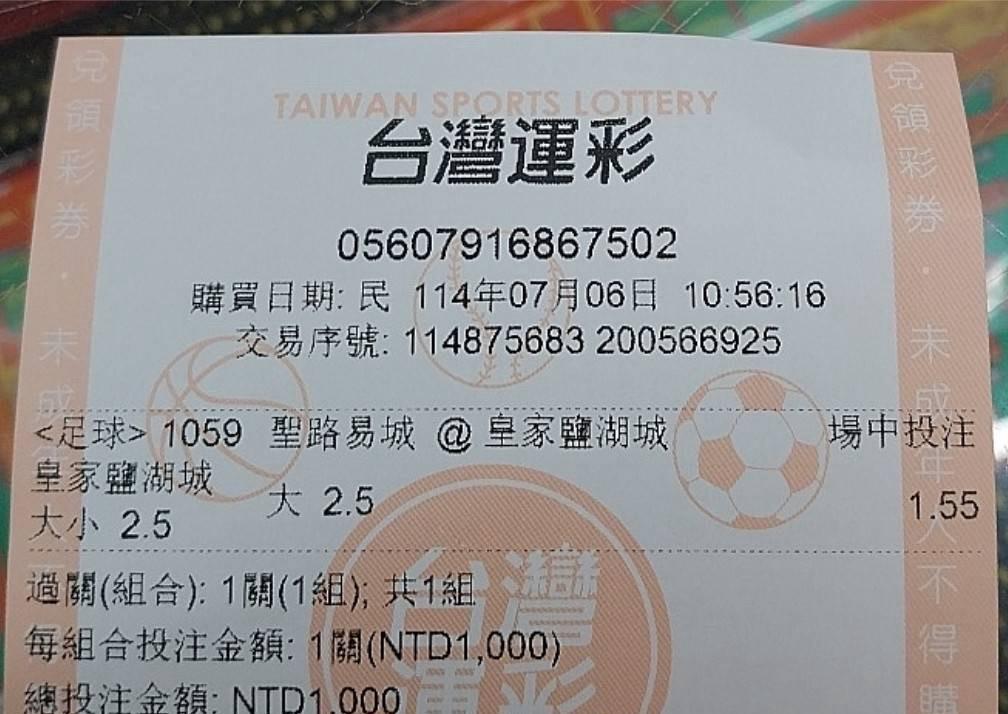 TAIWAN SPORTS LOTTERY
台灣運彩
05607916867502
購買日期: 民 114年07月06日 10:56:16
交易序號: 114875683 200566925
<足球> 1059 聖路易城 @ 皇家鹽湖城 場中投注
皇家鹽湖城
大小 2.5 大 2.5 1.55
過關(組合): 1關(1組); 共1組
每組合投注金額: 1關(NTD1,000)
總投注金額: NTD1,000
兌領彩券.未成年
兌領彩券.未成年人不得購
台灣